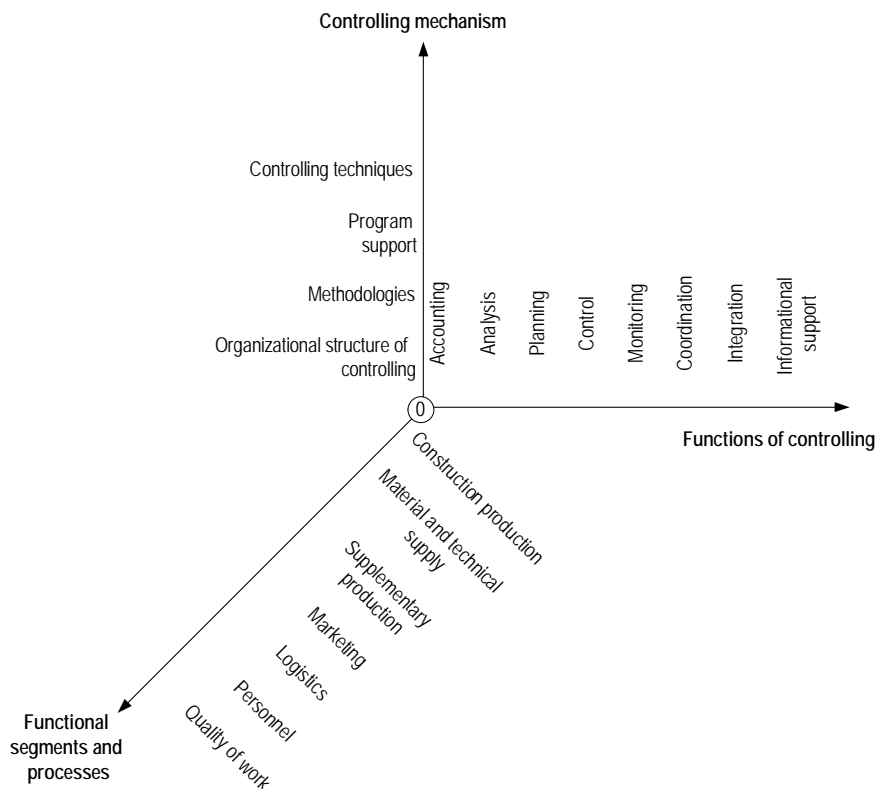 Controlling mechanism
Controlling techniques
Program
support
Methodologies
Organizational structure of
controlling
Accounting
Analysis
Planning
Control
Monitoring
Coordination
Integration
Informational
support
0
Functions of controlling
Construction production
Material and technical
supply
Supplementary
production
Marketing
Logistics
Personnel
Quality of work
Functional
segments and
processes